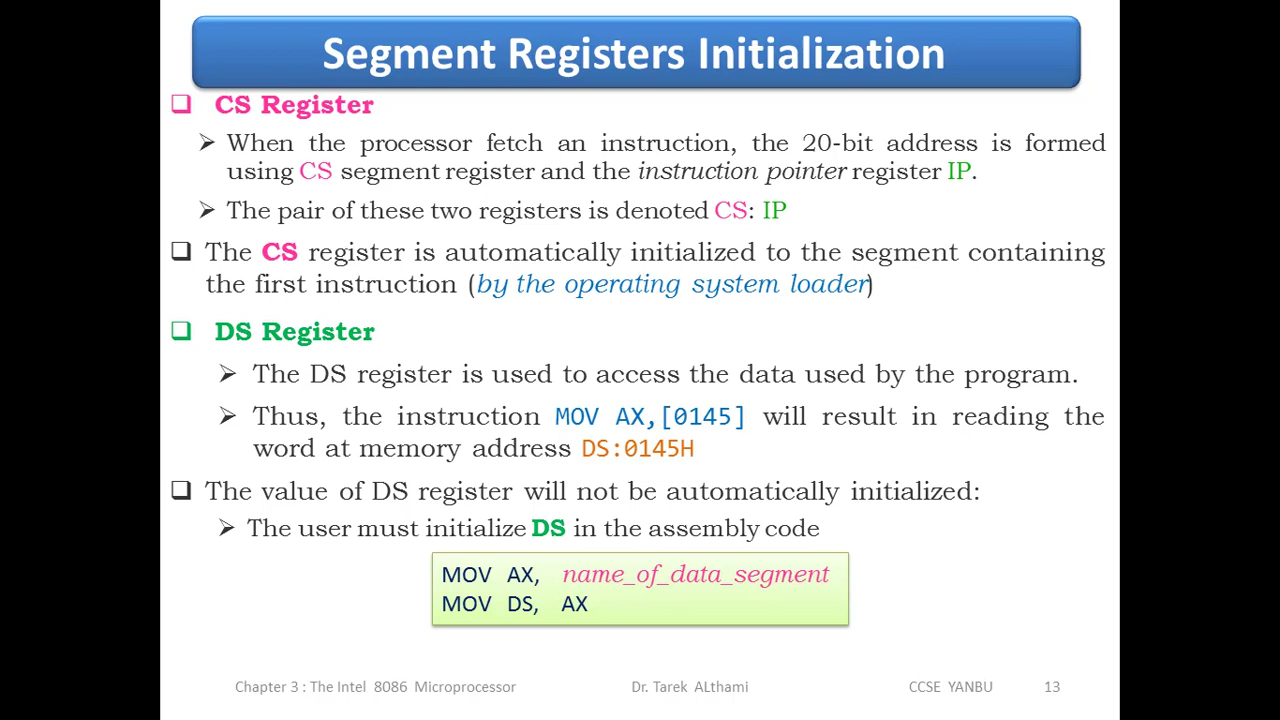 Segment Registers Initialization
CS Register
When the processor fetch an instruction, the 20-bit address is formed
using CS segment register and the instruction pointer register IP.
The pair of these two registers is denoted CS: IP
The CS register is automatically initialized to the segment containing
the first instruction (by the operating system loader)
DS Register
The DS register is used to access the data used by the program.
Thus, the instruction MOV AX,[0145] will result in reading the
word at memory address DS:0145H
The value of DS register will not be automatically initialized:
The user must initialize DS in the assembly code
MOV AX, name_of_data_segment
MOV DS, AX
Chapter 3 : The Intel 8086 Microprocessor Dr. Tarek ALthami CCSE YANBU 13